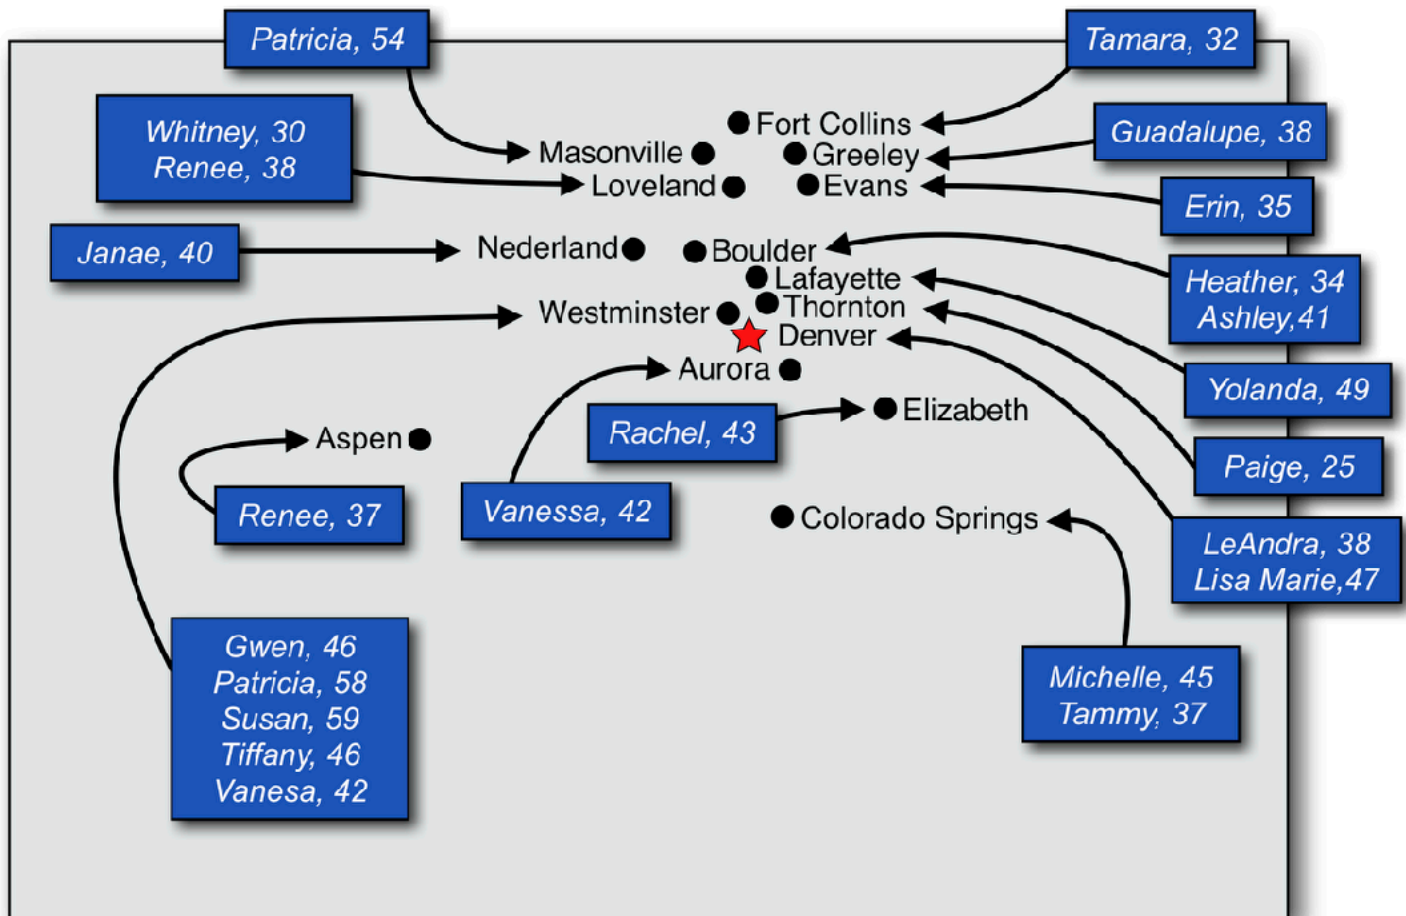 Patricia, 54
Tamara, 32
Whitney, 30
Renee, 38
Fort Collins
Guadalupe, 38
Masonville
Greeley
Loveland
Evans
Erin, 35
Janae, 40
Nederland
Boulder
Heather, 34
Ashley,41
Lafayette
Westminster
Thornton
Denver
Aurora
Yolanda, 49
Rachel, 43
Elizabeth
Aspen
Paige, 25
Renee, 37
Vanessa, 42
Colorado Springs
LeAndra, 38
Lisa Marie,47
Gwen, 46
Patricia, 58
Susan, 59
Tiffany, 46
Vanesa, 42
Michelle, 45
Tammy, 37